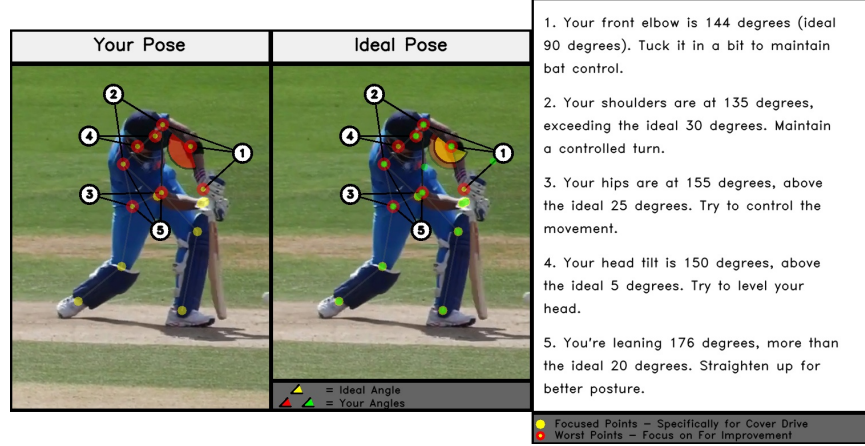 Your Pose
Ideal Pose
2
4
1
3
5
2
4
1
3
5
= Ideal Angle
= Your Angles
1. Your front elbow is 144 degrees (ideal
90 degrees). Tuck it in a bit to maintain
bat control.
2. Your shoulders are at 135 degrees,
exceeding the ideal 30 degrees. Maintain
a controlled turn.
3. Your hips are at 155 degrees, above
the ideal 25 degrees. Try to control the
movement.
4. Your head tilt is 150 degrees, above
the ideal 5 degrees. Try to level your
head.
5. You're leaning 176 degrees, more than
the ideal 20 degrees. Straighten up for
better posture.
Focused Points - Specifically for Cover Drive
Worst Points - Focus on For Improvement